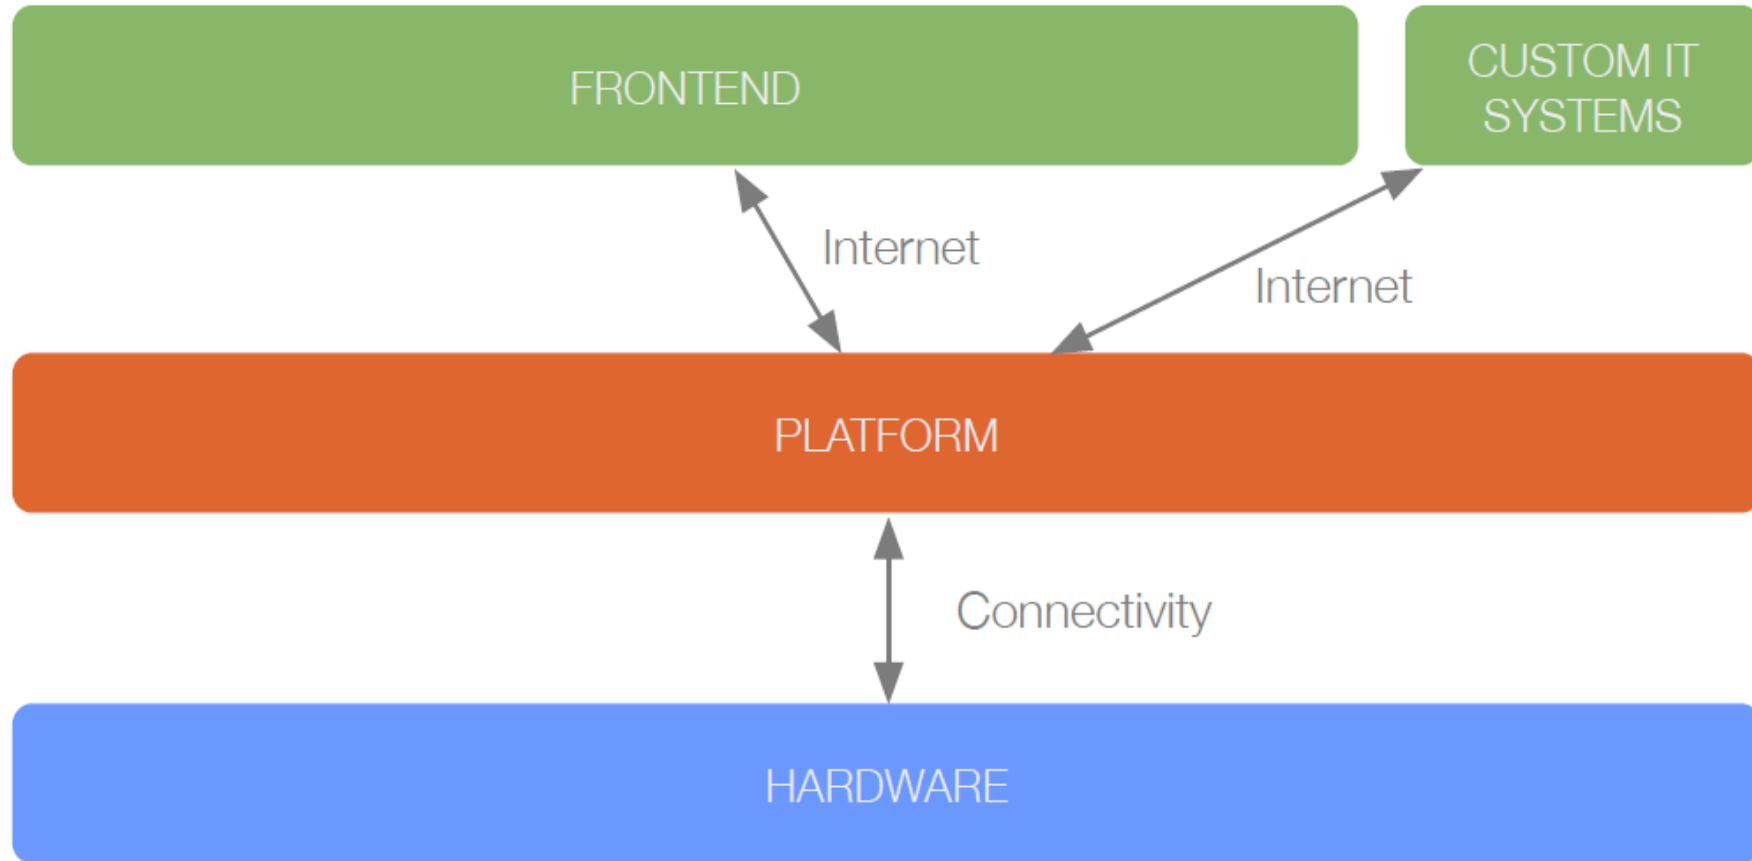 FRONTEND
CUSTOM IT
SYSTEMS
Internet
Internet
PLATFORM
Connectivity
HARDWARE